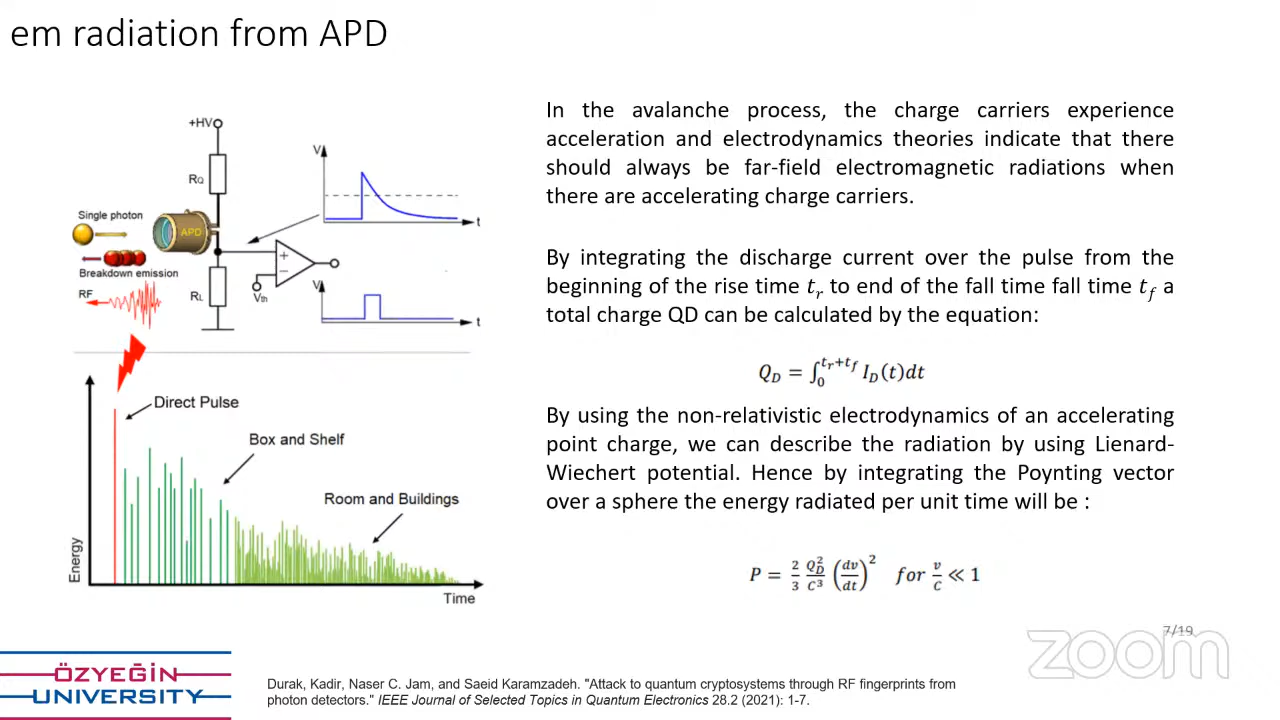 em radiation from APD
+HV
RQ
V
t
Single photon
APD
Breakdown emission
RF
RL
+
−
Vth
V
t
Direct Pulse
Box and Shelf
Room and Buildings
Energy
Time
In the avalanche process, the charge carriers experience
acceleration and electrodynamics theories indicate that there
should always be far-field electromagnetic radiations when
there are accelerating charge carriers.
By integrating the discharge current over the pulse from the
beginning of the rise time t_r to end of the fall time fall time t_f a
total charge QD can be calculated by the equation:
Q_D = ∫_0^{t_r+t_f} I_D(t)dt
By using the non-relativistic electrodynamics of an accelerating
point charge, we can describe the radiation by using Lienard-
Wiechert potential. Hence by integrating the Poynting vector
over a sphere the energy radiated per unit time will be :
P = 2/3 Q_D^2/C^3 (dv/dt)^2 for v/C ≪ 1
7/19
zoom
ÖZYEĞİN
UNIVERSITY
Durak, Kadir, Naser C. Jam, and Saeid Karamzadeh. "Attack to quantum cryptosystems through RF fingerprints from
photon detectors." IEEE Journal of Selected Topics in Quantum Electronics 28.2 (2021): 1-7.